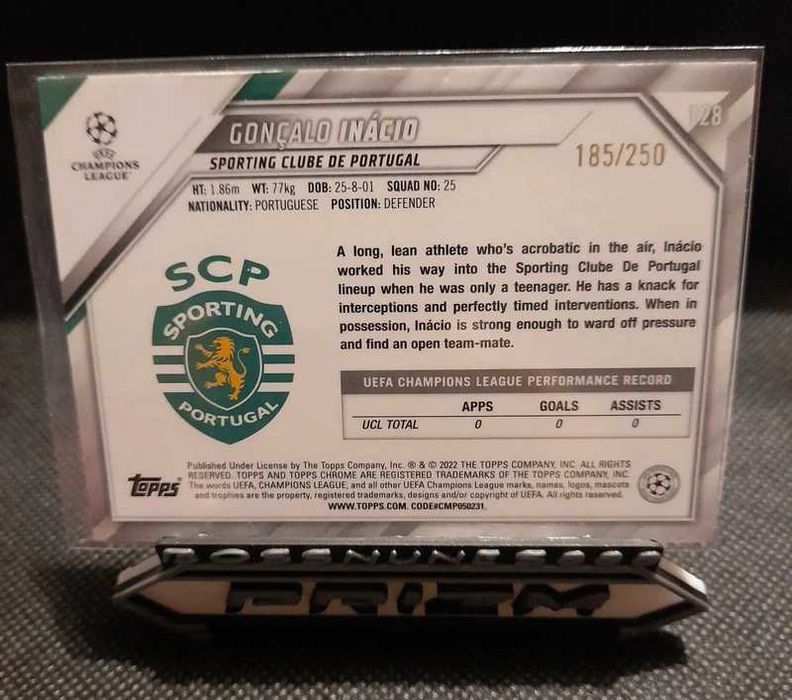 128
GONÇALO INÁCIO
185/250
UEFA
CHAMPIONS
LEAGUE
SPORTING CLUBE DE PORTUGAL
HT: 1.86m WT: 77kg DOB: 25-8-01 SQUAD NO: 25
NATIONALITY: PORTUGUESE POSITION: DEFENDER
SCP
SPORTING
PORTUGAL
A long, lean athlete who's acrobatic in the air, Inácio
worked his way into the Sporting Clube De Portugal
lineup when he was only a teenager. He has a knack for
interceptions and perfectly timed interventions. When in
possession, Inácio is strong enough to ward off pressure
and find an open team-mate.
UEFA CHAMPIONS LEAGUE PERFORMANCE RECORD
APPS GOALS ASSISTS
UCL TOTAL 0 0 0
Topps
Published Under License by The Topps Company, Inc. ® & © 2022 THE TOPPS COMPANY, INC. ALL RIGHTS
RESERVED. TOPPS AND TOPPS CHROME ARE REGISTERED TRADEMARKS OF THE TOPPS COMPANY, INC.
The words UEFA, CHAMPIONS LEAGUE, and all other UEFA Champions League marks, names, logos, mascots
and trophies are the property, registered trademarks, designs and/or copyright of UEFA. All rights reserved.
WWW.TOPPS.COM. CODE#CMP050231.
PRIZM